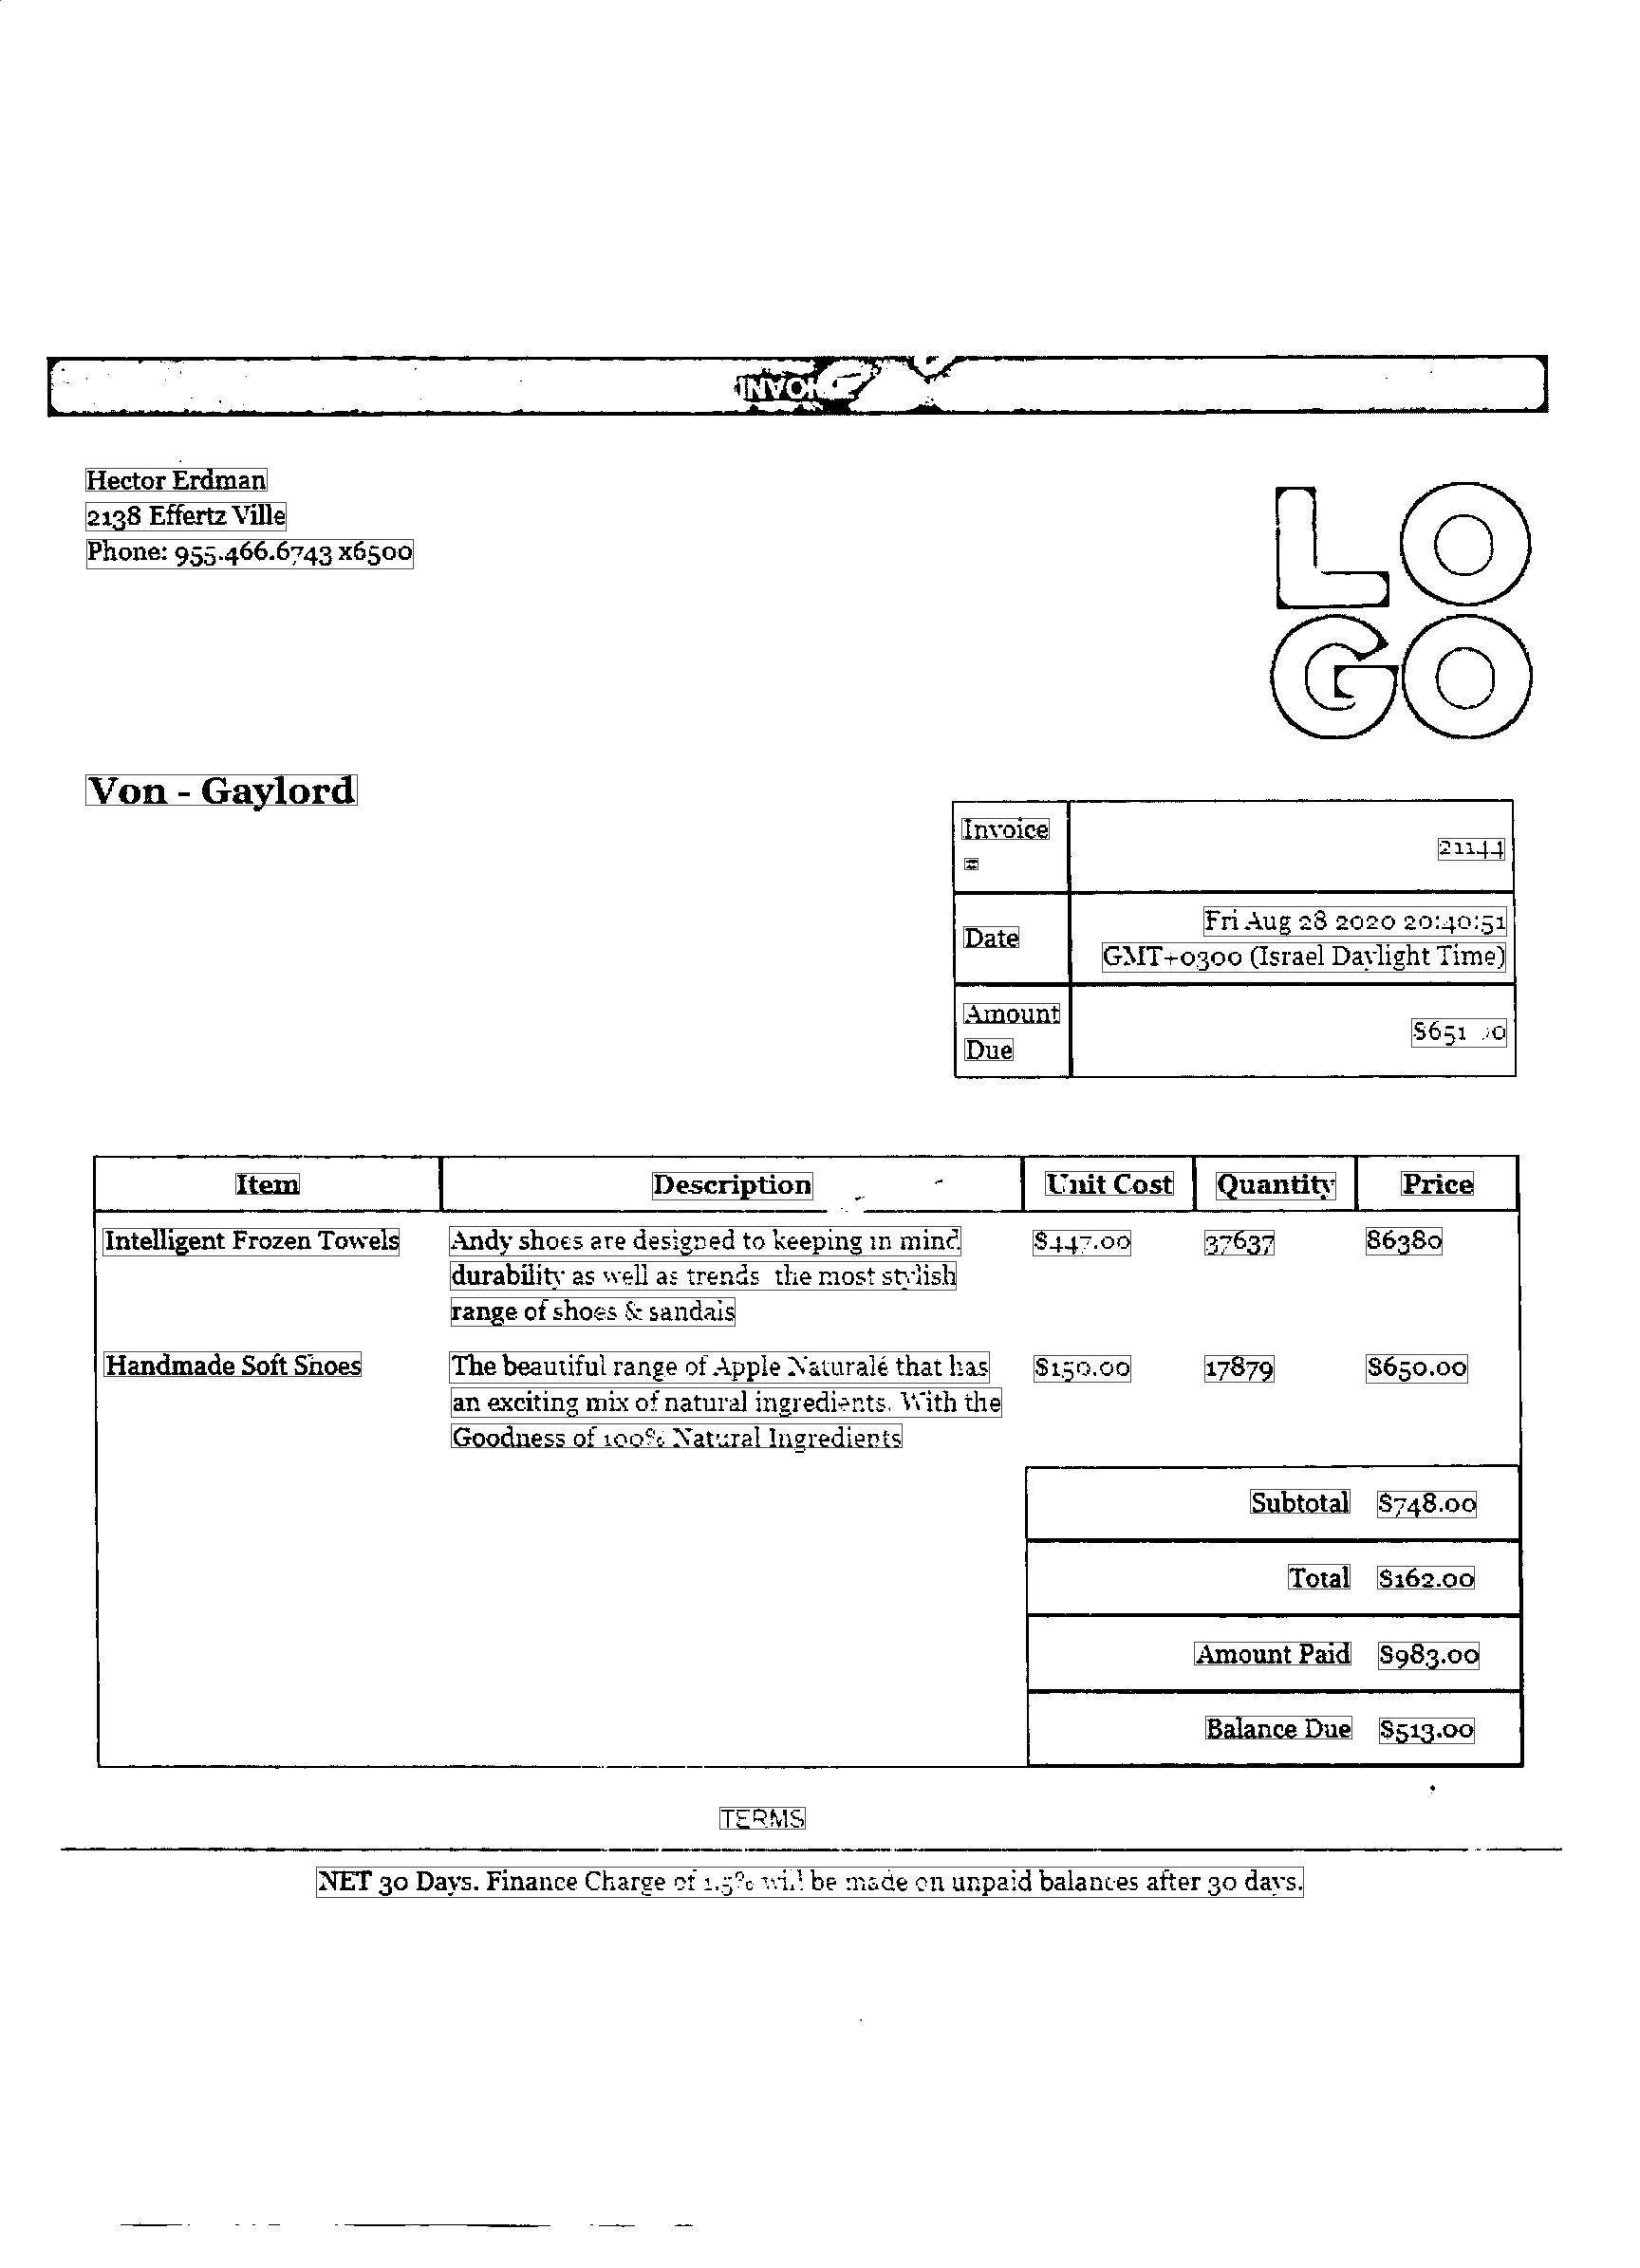 Hector Erdman
2138 Effertz Ville
Phone: 955.466.6743 x6500
LO
GO
Von - Gaylord
Invoice
#
21144
Date
Fri Aug 28 2020 20:40:51
GMT+0300 (Israel Daylight Time)
Amount
Due
Item Description Unit Cost Quantity Price
Intelligent Frozen Towels
Andy shoes are designed to keeping in mind
durability as well as trends the most stylish
range of shoes & sandals
$447.00 37637 86380
Handmade Soft Shoes
The beautiful range of Apple Naturalé that has
an exciting mix of natural ingredients. With the
Goodness of 100% Natural Ingredients
$150.00 17879 $650.00
Subtotal $748.00
Total $162.00
Amount Paid $983.00
Balance Due $513.00
TERMS
NET 30 Days. Finance Charge of 1.5% will be made on unpaid balances after 30 days.